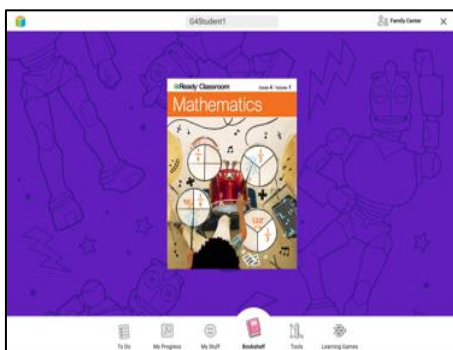 G4Student1
Family Center
Ready Classroom
Grade 4 | Volume 1
Mathematics
To Do
My Progress
My Stuff
Bookshelf
Tools
Learning Games